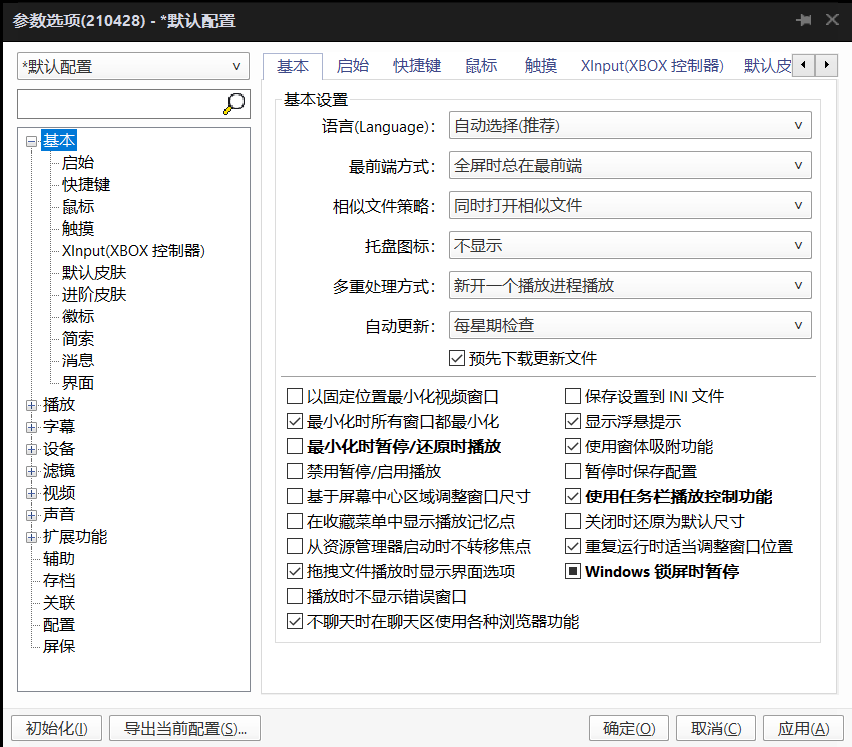 参数选项(210428) - *默认配置
*默认配置
基本
启始
快捷键
鼠标
触摸
XInput(XBOX 控制器)
默认皮肤
进阶皮肤
徽标
简索
消息
界面
播放
字幕
设备
滤镜
视频
声音
扩展功能
辅助
存档
关联
配置
屏保
基本 启始 快捷键 鼠标 触摸 XInput(XBOX 控制器) 默认皮
基本设置
语言(Language)： 自动选择(推荐)
最前端方式： 全屏时总在最前端
相似文件策略： 同时打开相似文件
托盘图标： 不显示
多重处理方式： 新开一个播放进程播放
自动更新： 每星期检查
预先下载更新文件
以固定位置最小化视频窗口 保存设置到 INI 文件
最小化时所有窗口都最小化 显示浮悬提示
最小化时暂停/还原时播放 使用窗体吸附功能
禁用暂停/启用播放 暂停时保存配置
基于屏幕中心区域调整窗口尺寸 使用任务栏播放控制功能
在收藏菜单中显示播放记忆点 关闭时还原为默认尺寸
从资源管理器启动时不转移焦点 重复运行时适当调整窗口位置
拖拽文件播放时显示界面选项 Windows 锁屏时暂停
播放时不显示错误窗口
不聊天时在聊天区使用各种浏览器功能
初始化(I) 导出当前配置(S)... 确定(O) 取消(C) 应用(A)